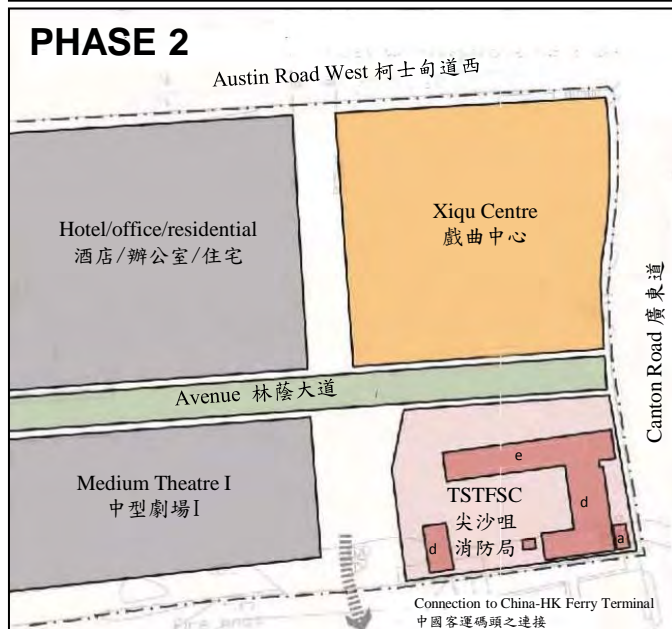 PHASE 2
Austin Road West 柯士甸道西
Hotel/office/residential
酒店/辦公室/住宅
Xiqu Centre
戲曲中心
Canton Road 廣東道
Avenue 林蔭大道
Medium Theatre I
中型劇場I
e
TSTFSC
尖沙咀
消防局
d
d
a
Connection to China-HK Ferry Terminal
中國客運碼頭之連接